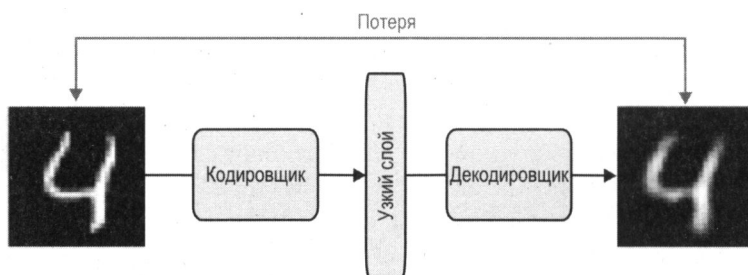 Потеря
Кодировщик
Узкий слой
Декодировщик